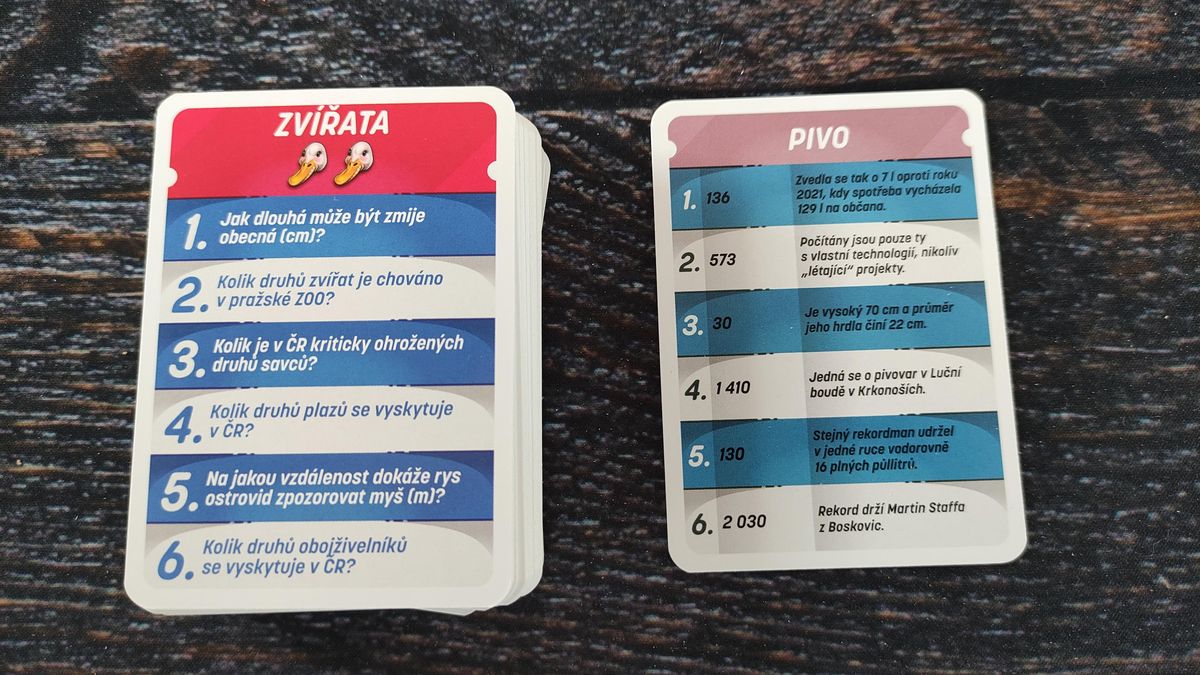 ZVÍŘATA
1. Jak dlouhá může být zmije
obecná (cm)?
2. Kolik druhů zvířat je chováno
v pražské ZOO?
3. Kolik je v ČR kriticky ohrožených
druhů savců?
4. Kolik druhů plazů se vyskytuje
v ČR?
5. Na jakou vzdálenost dokáže rys
ostrovid zpozorovat myš (m)?
6. Kolik druhů obojživelníků
se vyskytuje v ČR?
PIVO
1. 136
Zvedla se tak o 7 l oproti roku
2021, kdy spotřeba vycházela
129 l na občana.
2. 573
Počítány jsou pouze ty
s vlastní technologií, nikoliv
„létající“ projekty.
3. 30
Je vysoký 70 cm a průměr
jeho hrdla činí 22 cm.
4. 1 410
Jedná se o pivovar v Luční
boudě v Krkonoších.
5. 130
Stejný rekordman udržel
v jedné ruce vodorovně
16 plných půllitrů.
6. 2 030
Rekord drží Martin Staffa
z Boskovic.